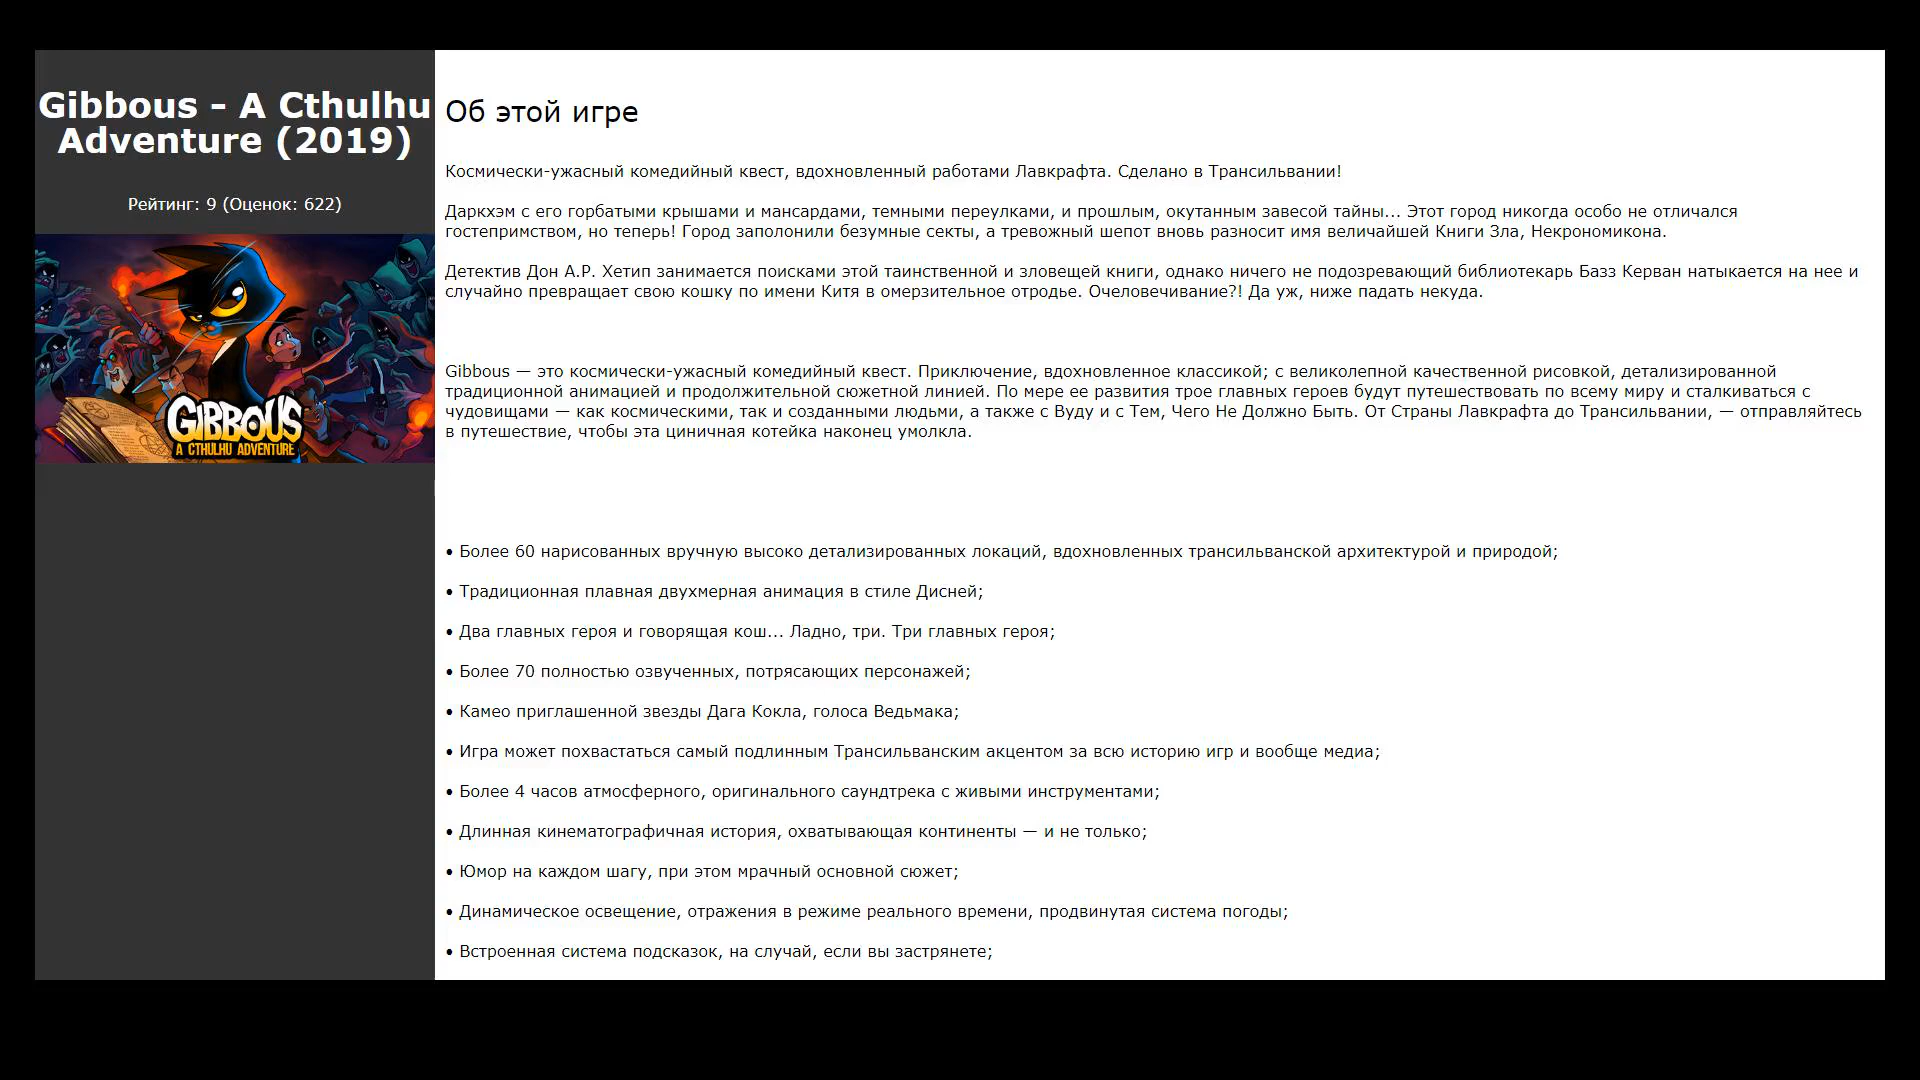 Gibbous - A Cthulhu
Adventure (2019)
Рейтинг: 9 (Оценок: 622)
GIBBOUS
A CTHULHU ADVENTURE
Об этой игре
Космически-ужасный комедийный квест, вдохновленный работами Лавкрафта. Сделано в Трансильвании!
Даркхэм с его горбатыми крышами и мансардами, темными переулками, и прошлым, окутанным завесой тайны... Этот город никогда особо не отличался
гостепримством, но теперь! Город заполонили безумные секты, а тревожный шепот вновь разносит имя величайшей Книги Зла, Некрономикона.
Детектив Дон А.Р. Хетип занимается поисками этой таинственной и зловещей книги, однако ничего не подозревающий библиотекарь Базз Керван натыкается на нее и
случайно превращает свою кошку по имени Китя в омерзительное отродье. Очеловечивание?! Да уж, ниже падать некуда.
Gibbous — это космически-ужасный комедийный квест. Приключение, вдохновленное классикой; с великолепной качественной рисовкой, детализированной
традиционной анимацией и продолжительной сюжетной линией. По мере ее развития трое главных героев будут путешествовать по всему миру и сталкиваться с
чудовищами — как космическими, так и созданными людьми, а также с Вуду и с Тем, Чего Не Должно Быть. От Страны Лавкрафта до Трансильвании, — отправляйтесь
в путешествие, чтобы эта циничная котейка наконец умолкла.
• Более 60 нарисованных вручную высоко детализированных локаций, вдохновленных трансильванской архитектурой и природой;
• Традиционная плавная двухмерная анимация в стиле Дисней;
• Два главных героя и говорящая кош... Ладно, три. Три главных героя;
• Более 70 полностью озвученных, потрясающих персонажей;
• Камео приглашенной звезды Дага Кокла, голоса Ведьмака;
• Игра может похвастаться самый подлинным Трансильванским акцентом за всю историю игр и вообще медиа;
• Более 4 часов атмосферного, оригинального саундтрека с живыми инструментами;
• Длинная кинематографичная история, охватывающая континенты — и не только;
• Юмор на каждом шагу, при этом мрачный основной сюжет;
• Динамическое освещение, отражения в режиме реального времени, продвинутая система погоды;
• Встроенная система подсказок, на случай, если вы застрянете;